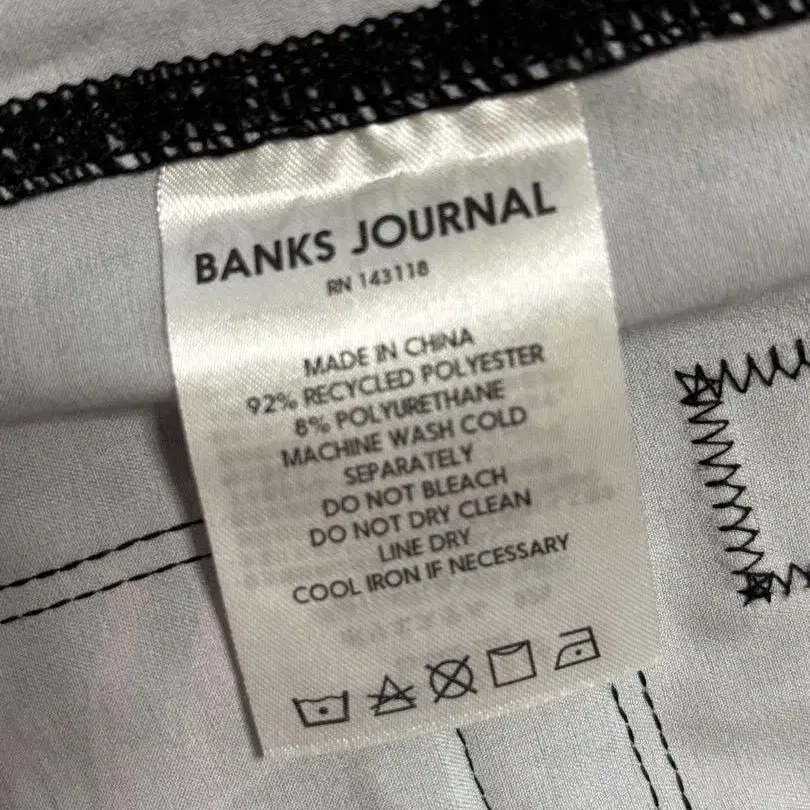 BANKS JOURNAL
RN 143118
MADE IN CHINA
92% RECYCLED POLYESTER
8% POLYURETHANE
MACHINE WASH COLD
SEPARATELY
DO NOT BLEACH
DO NOT DRY CLEAN
LINE DRY
COOL IRON IF NECESSARY